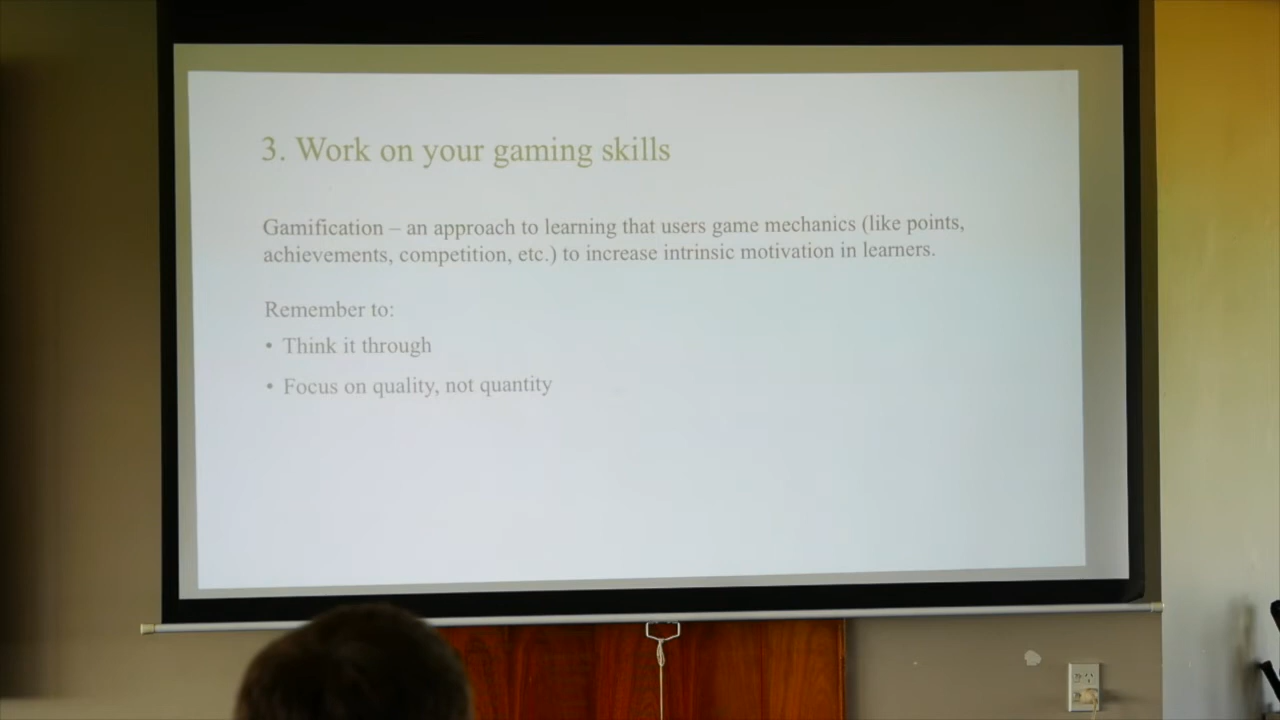 3. Work on your gaming skills
Gamification – an approach to learning that users game mechanics (like points,
achievements, competition, etc.) to increase intrinsic motivation in learners.
Remember to:
• Think it through
• Focus on quality, not quantity